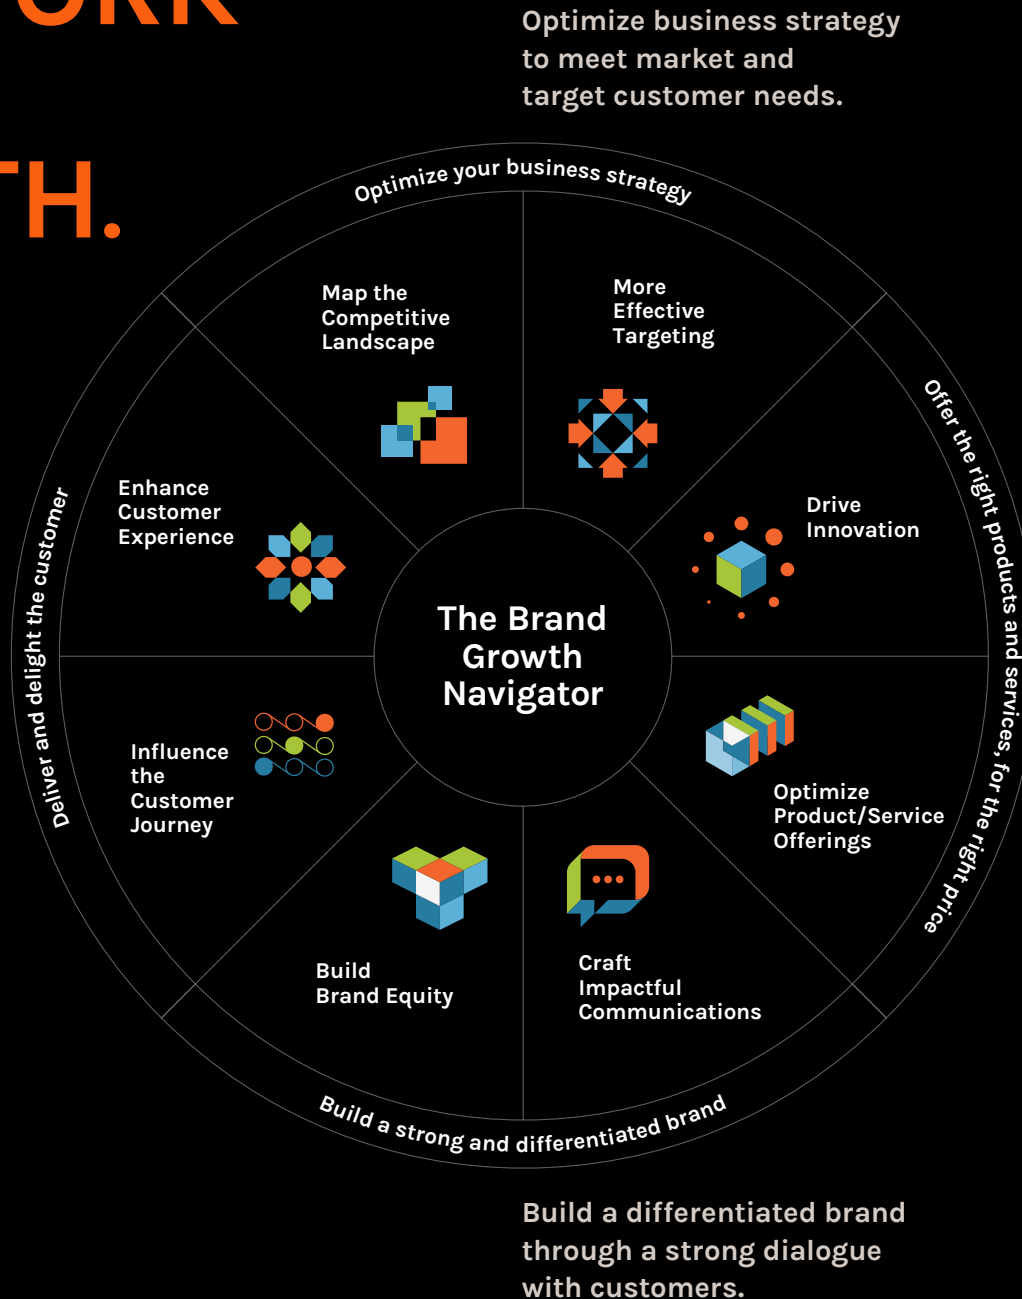 Optimize business strategy
to meet market and
target customer needs.
TH.
Optimize your business strategy
Map the
Competitive
Landscape
More
Effective
Targeting
Offer the right products and services, for the right price
Enhance
Customer
Experience
Drive
Innovation
Deliver and delight the customer
The Brand
Growth
Navigator
Influence
the
Customer
Journey
Optimize
Product/Service
Offerings
Build
Brand Equity
Craft
Impactful
Communications
Build a strong and differentiated brand
Build a differentiated brand
through a strong dialogue
with customers.